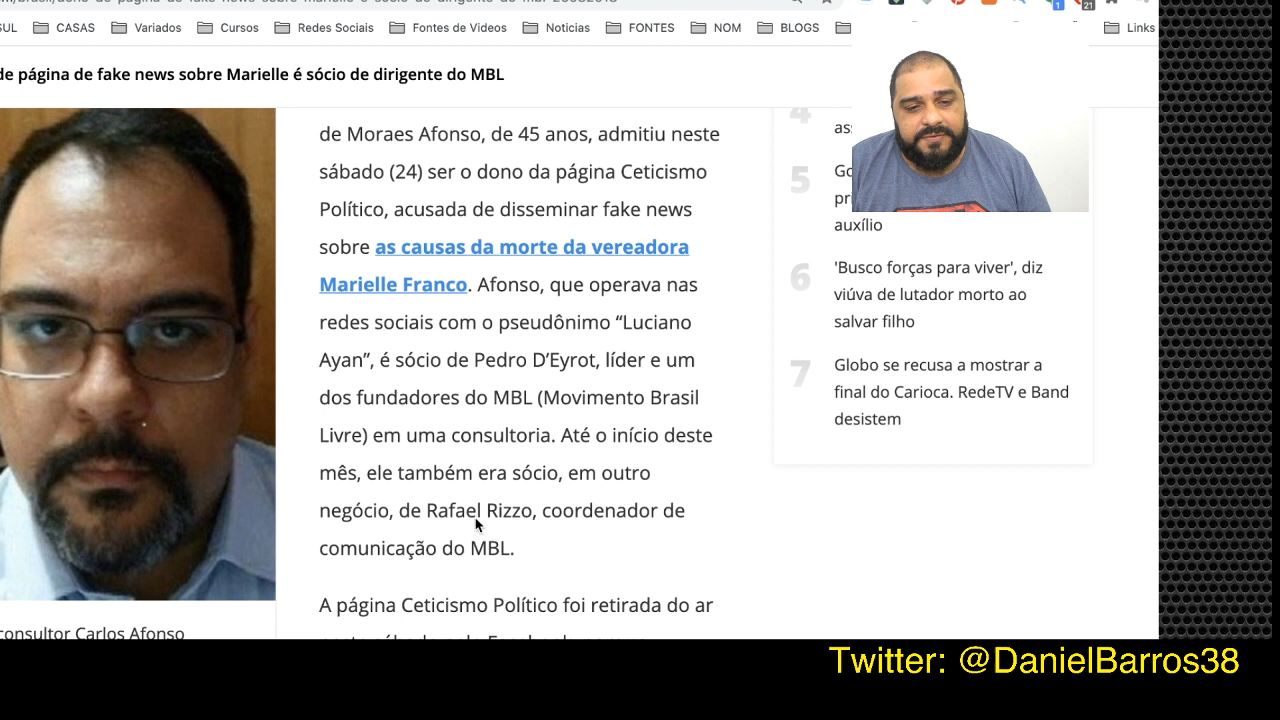 SUL CASAS Variados Cursos Redes Sociais Fontes de Videos Noticias FONTES NOM BLOGS Links
1 21
de página de fake news sobre Marielle é sócio de dirigente do MBL
de Moraes Afonso, de 45 anos, admitiu neste
sábado (24) ser o dono da página Ceticismo
Político, acusada de disseminar fake news
sobre as causas da morte da vereadora
Marielle Franco. Afonso, que operava nas
redes sociais com o pseudônimo “Luciano
Ayan”, é sócio de Pedro D’Eyrot, líder e um
dos fundadores do MBL (Movimento Brasil
Livre) em uma consultoria. Até o início deste
mês, ele também era sócio, em outro
negócio, de Rafael Rizzo, coordenador de
comunicação do MBL.
A página Ceticismo Político foi retirada do ar
consultor Carlos Afonso
4
5
auxílio
6 'Busco forças para viver', diz
viúva de lutador morto ao
salvar filho
7 Globo se recusa a mostrar a
final do Carioca. RedeTV e Band
desistem
Twitter: @DanielBarros38